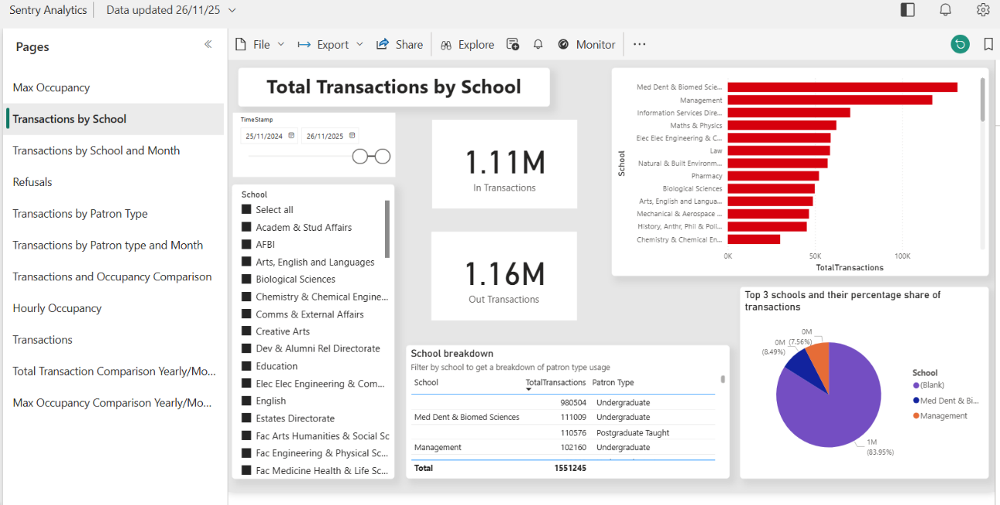 Sentry Analytics
Data updated 26/11/25
Pages
Max Occupancy
Transactions by School
Transactions by School and Month
Refusals
Transactions by Patron Type
Transactions by Patron type and Month
Transactions and Occupancy Comparison
Hourly Occupancy
Transactions
Total Transaction Comparison Yearly/Mo...
Max Occupancy Comparison Yearly/Mo...
File
Export
Share
Explore
Monitor
Total Transactions by School
TimeStamp
25/11/2024
26/11/2025
School
Select all
Academ & Stud Affairs
AFBI
Arts, English and Languages
Biological Sciences
Chemistry & Chemical Engine...
Comms & External Affairs
Creative Arts
Dev & Alumni Rel Directorate
Education
Elec Elec Engineering & Com...
English
Estates Directorate
Fac Arts Humanities & Social Sc
Fac Engineering & Physical Sc...
Fac Medicine Health & Life Sc...
1.11M
In Transactions
1.16M
Out Transactions
School breakdown
Filter by school to get a breakdown of patron type usage
School TotalTransactions Patron Type
980504 Undergraduate
Med Dent & Biomed Sciences 111009 Undergraduate
110576 Postgraduate Taught
Management 102160 Undergraduate
Total 1551245
School
Med Dent & Biomed Scie...
Management
Information Services Dire...
Maths & Physics
Elec Elec Engineering & C...
Law
Natural & Built Environm...
Pharmacy
Biological Sciences
Arts, English and Langua...
Mechanical & Aerospace ...
History, Anthr, Phil & Poli...
Chemistry & Chemical En...
0K 50K 100K
TotalTransactions
Top 3 schools and their percentage share of
transactions
0M
(7.56%)
0M
(8.49%)
1M
(83.95%)
School
(Blank)
Med Dent & Bi...
Management